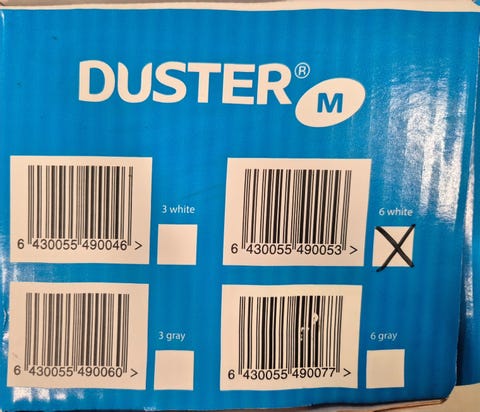 DUSTER® M
3 white
6 430055 490046 >
6 white
6 430055 490053 >
3 gray
6 430055 490060 >
6 gray
6 430055 490077 >